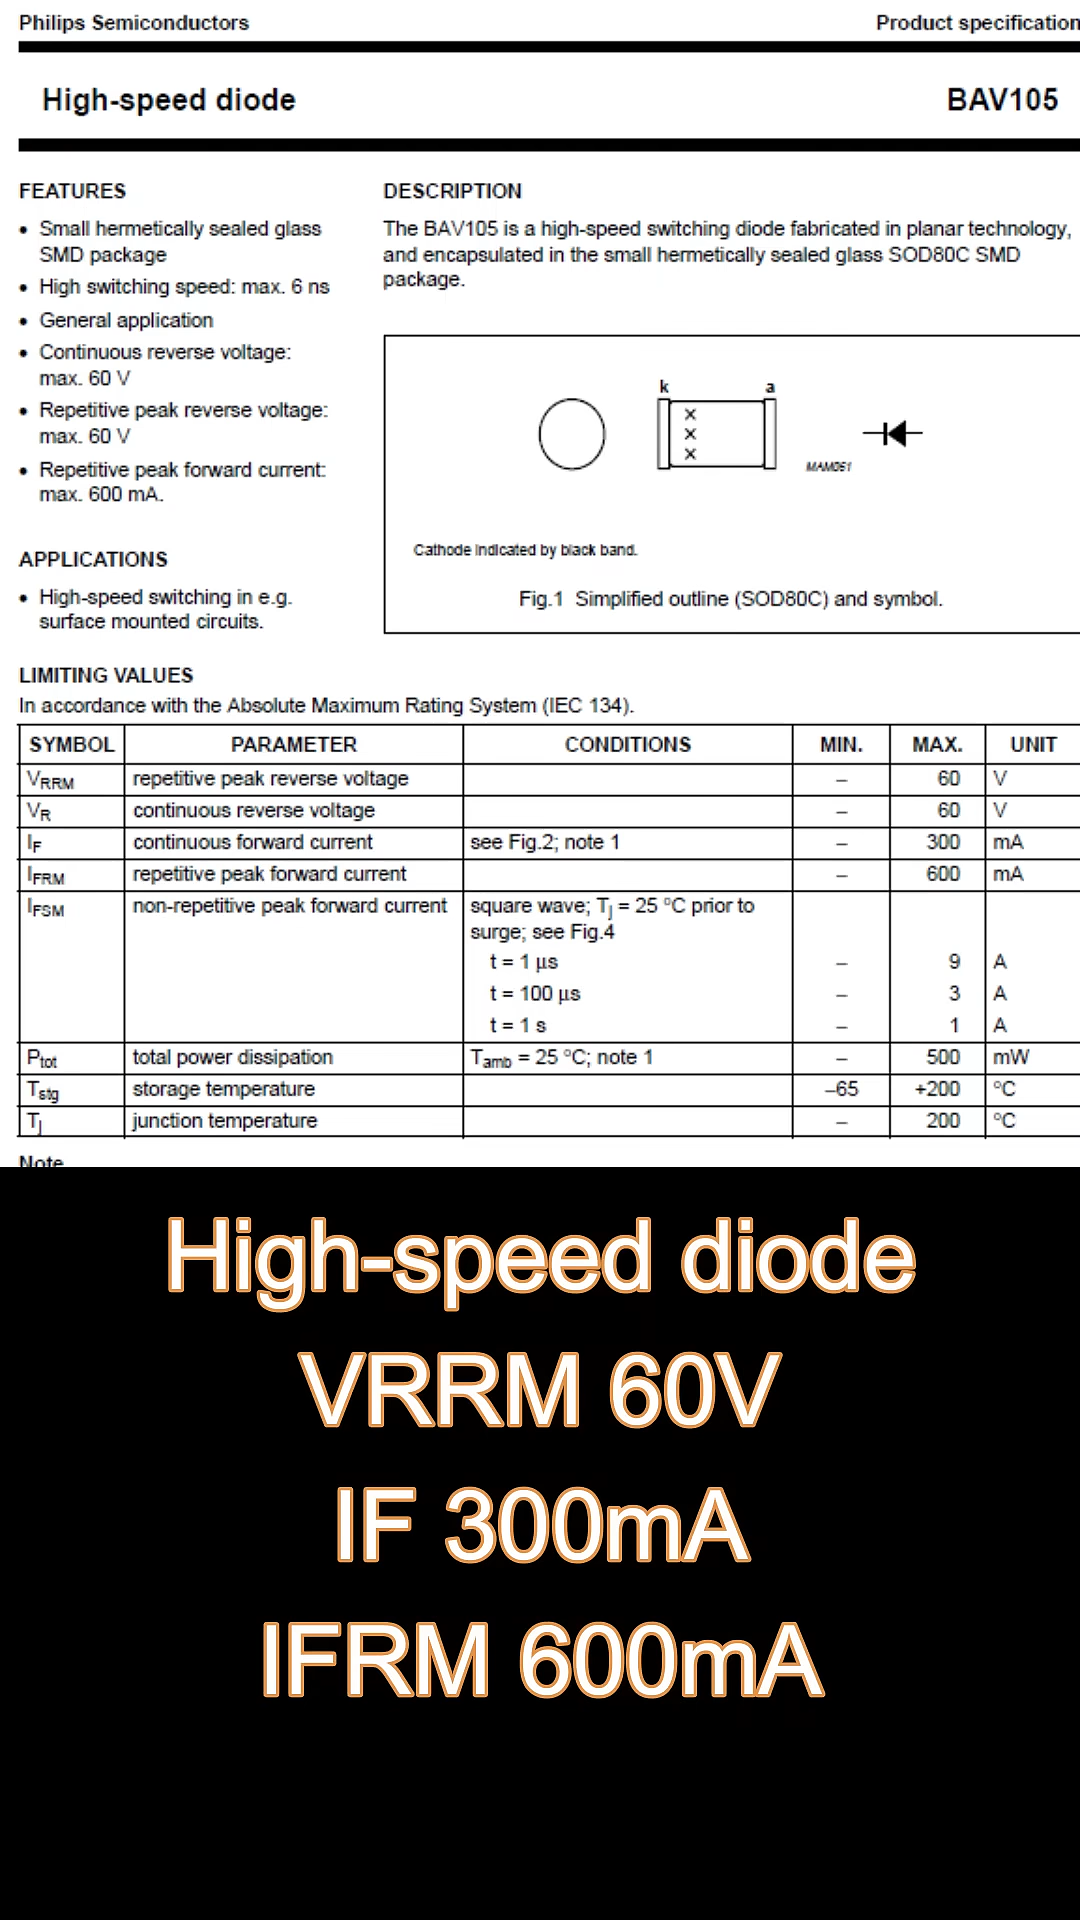 Philips Semiconductors Product specification
High-speed diode BAV105
FEATURES
• Small hermetically sealed glass
SMD package
• High switching speed: max. 6 ns
• General application
• Continuous reverse voltage:
max. 60 V
• Repetitive peak reverse voltage:
max. 60 V
• Repetitive peak forward current:
max. 600 mA.
APPLICATIONS
• High-speed switching in e.g.
surface mounted circuits.
DESCRIPTION
The BAV105 is a high-speed switching diode fabricated in planar technology,
and encapsulated in the small hermetically sealed glass SOD80C SMD
package.
k a
MAM061
Cathode indicated by black band.
Fig.1 Simplified outline (SOD80C) and symbol.
LIMITING VALUES
In accordance with the Absolute Maximum Rating System (IEC 134).
SYMBOL PARAMETER CONDITIONS MIN. MAX. UNIT
VRRM repetitive peak reverse voltage – 60 V
VR continuous reverse voltage – 60 V
IF continuous forward current see Fig.2; note 1 – 300 mA
IFRM repetitive peak forward current – 600 mA
IFSM non-repetitive peak forward current square wave; Tj = 25 °C prior to
surge; see Fig.4
t = 1 μs – 9 A
t = 100 μs – 3 A
t = 1 s – 1 A
Ptot total power dissipation Tamb = 25 °C; note 1 – 500 mW
Tstg storage temperature –65 +200 °C
Tj junction temperature – 200 °C
Note
High-speed diode
VRRM 60V
IF 300mA
IFRM 600mA